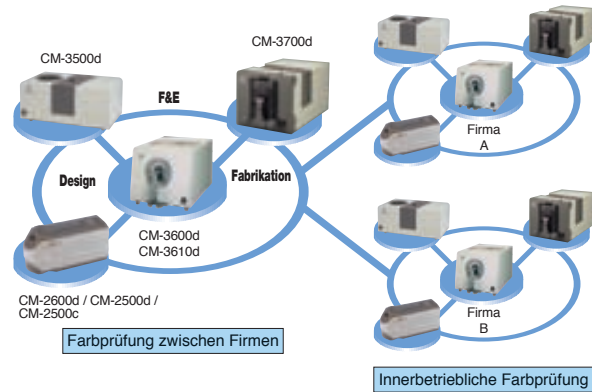 CM-3500d
CM-3700d
F&E
Design
Fabrikation
CM-3600d
CM-3610d
CM-2600d / CM-2500d /
CM-2500c
Farbprüfung zwischen Firmen
Firma
A
Firma
B
Innerbetriebliche Farbprüfung